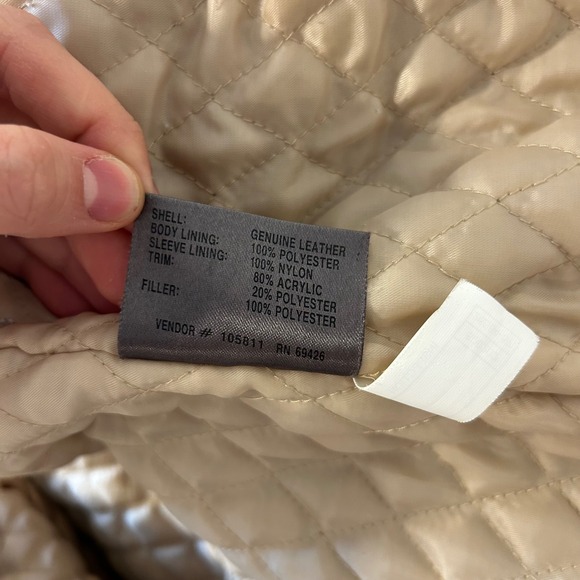 SHELL: GENUINE LEATHER
BODY LINING: 100% POLYESTER
SLEEVE LINING: 100% NYLON
TRIM: 80% ACRYLIC
20% POLYESTER
FILLER: 100% POLYESTER
VENDOR # 105811 RN 69426